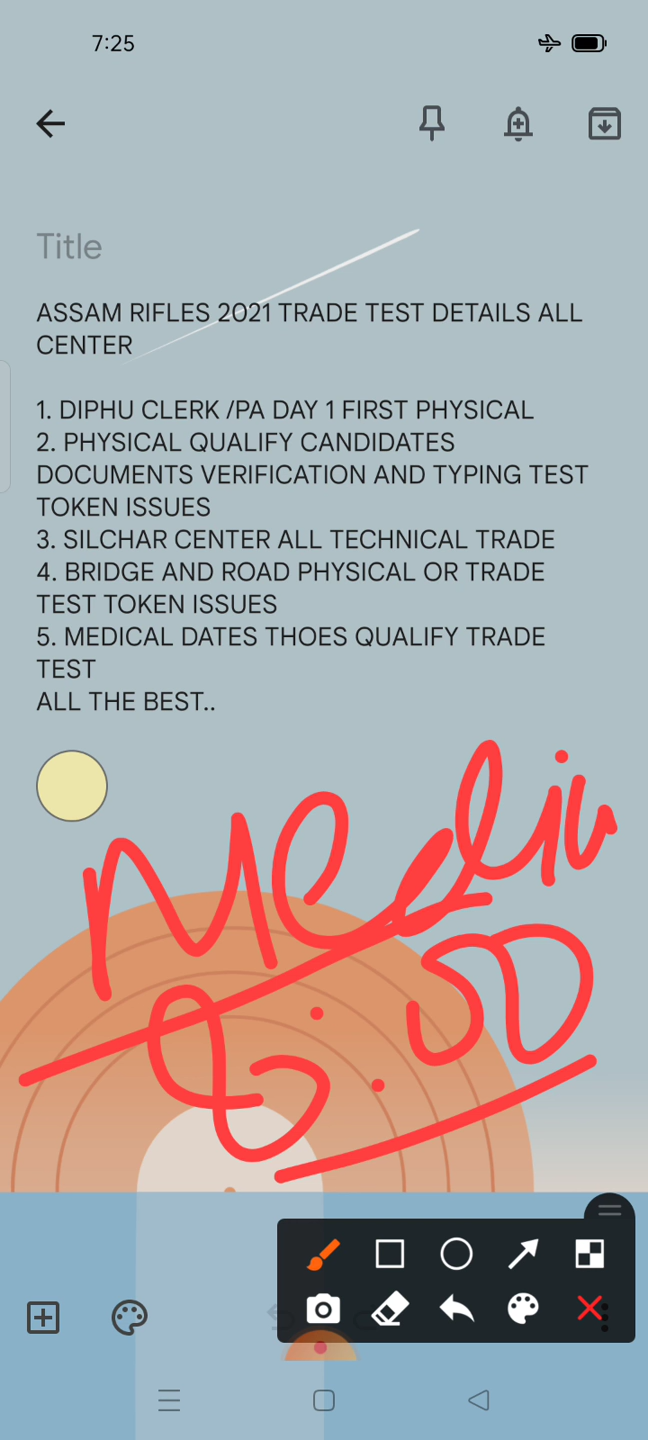 7:25
Title
ASSAM RIFLES 2021 TRADE TEST DETAILS ALL
CENTER
1. DIPHU CLERK /PA DAY 1 FIRST PHYSICAL
2. PHYSICAL QUALIFY CANDIDATES
DOCUMENTS VERIFICATION AND TYPING TEST
TOKEN ISSUES
3. SILCHAR CENTER ALL TECHNICAL TRADE
4. BRIDGE AND ROAD PHYSICAL OR TRADE
TEST TOKEN ISSUES
5. MEDICAL DATES THOES QUALIFY TRADE
TEST
ALL THE BEST..